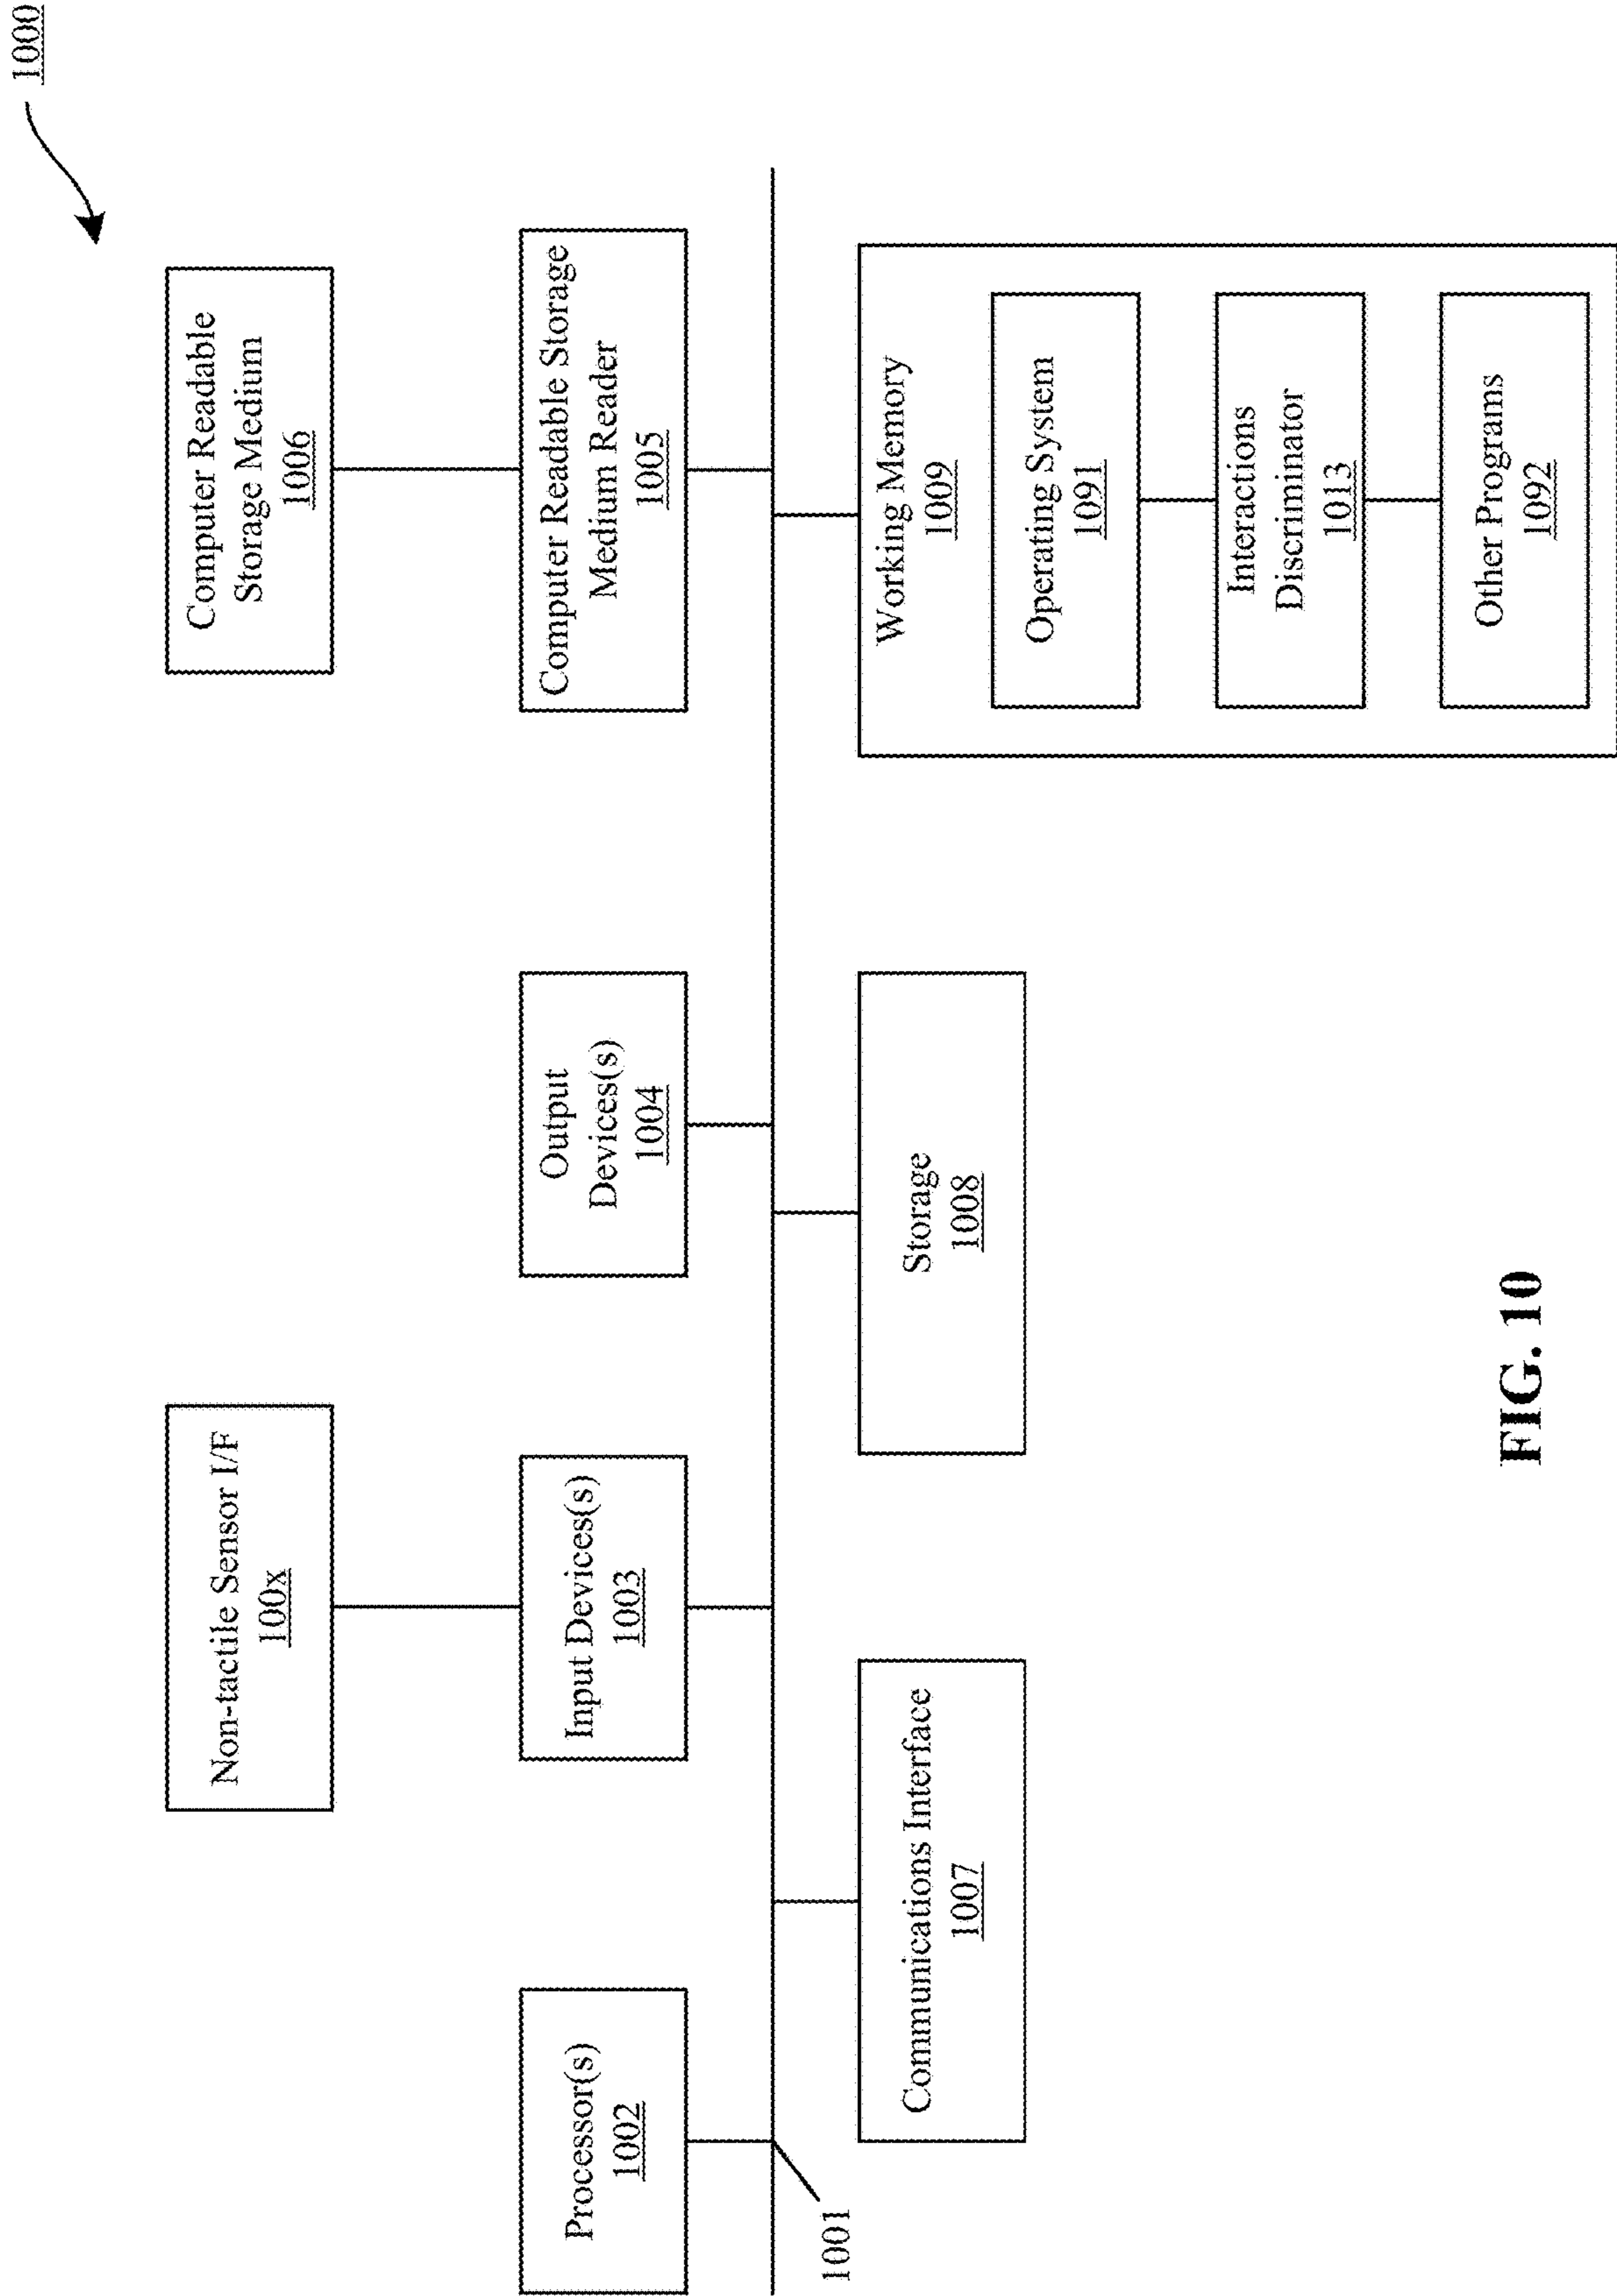 1000
Non-tactile Sensor I/F
100x
Computer Readable
Storage Medium
1006
Processor(s)
1002
Input Devices(s)
1003
Output
Devices(s)
1004
Computer Readable Storage
Medium Reader
1005
1001
Communications Interface
1007
Storage
1008
Working Memory
1009
Operating System
1091
Interactions
Discriminator
1013
Other Programs
1092
FIG. 10